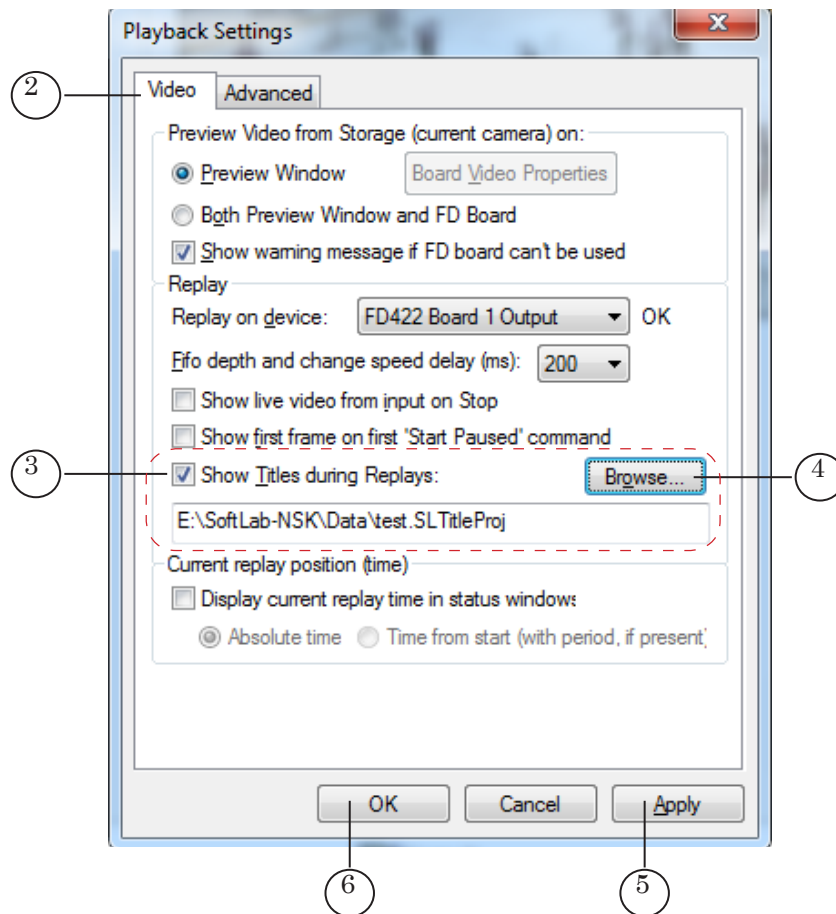 Playback Settings
x
2
Video
Advanced
Preview Video from Storage (current camera) on:
Preview Window
Board Video Properties
Both Preview Window and FD Board
Show warning message if FD board can't be used
Replay
Replay on device:
FD422 Board 1 Output
OK
Fifo depth and change speed delay (ms):
200
Show live video from input on Stop
Show first frame on first "Start Paused" command
3
Show Titles during Replays:
Browse...
4
E:\SoftLab-NSK\Data\test.SLTitleProj
Current replay position (time)
Display current replay time in status windows
Absolute time
Time from start (with period, if present)
OK
Cancel
Apply
6
5